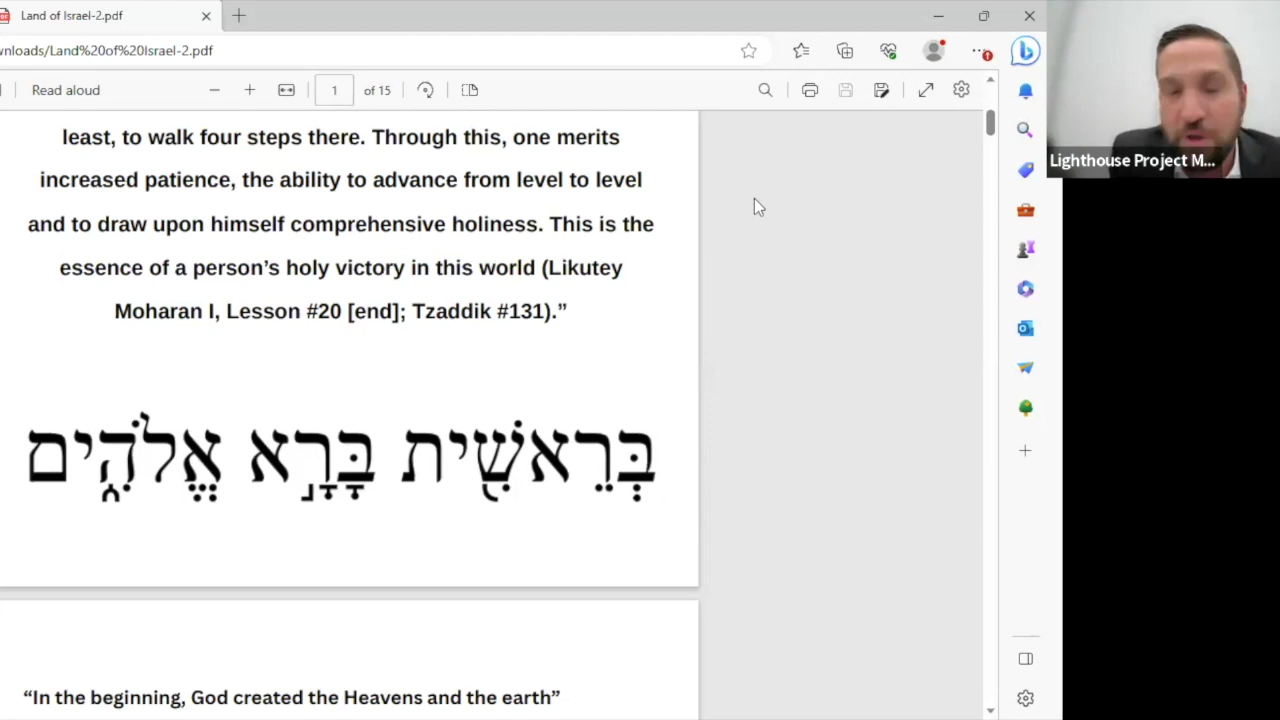 Land of Israel-2.pdf
wnloads/Land%20of%20Israel-2.pdf
Read aloud
1 of 15
Lighthouse Project M...
least, to walk four steps there. Through this, one merits
increased patience, the ability to advance from level to level
and to draw upon himself comprehensive holiness. This is the
essence of a person’s holy victory in this world (Likutey
Moharan I, Lesson #20 [end]; Tzaddik #131).”
בְּרֵאשִׁ֖ית בָּרָ֣א אֱלֹהִ֑ים
“In the beginning, God created the Heavens and the earth”